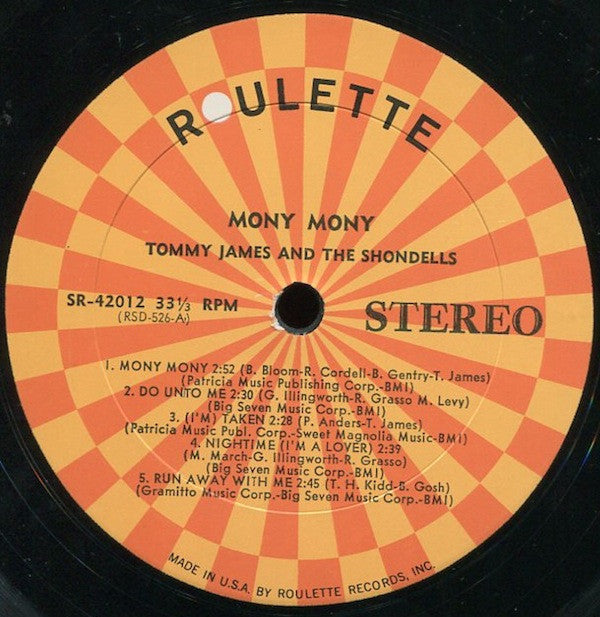 ROULETTE
MONY MONY
TOMMY JAMES AND THE SHONDELLS
SR-42012 33⅓ RPM
(RSD-526-A)
STEREO
1. MONY MONY 2:52 (B. Bloom-R. Cordell-B. Gentry-T. James)
(Patricia Music Publishing Corp.-BMI)
2. DO UNTO ME 2:30 (G. Illingworth-R. Grasso M. Levy)
(Big Seven Music Corp.-BMI)
3. (I'M) TAKEN 2:28 (P. Anders-T. James)
(Patricia Music Publ. Corp.-Sweet Magnolia Music-BMI)
4. NIGHTIME (I'M A LOVER) 2:39
(M. March-G. Illingworth-R. Grasso)
(Big Seven Music Corp.-BMI)
5. RUN AWAY WITH ME 2:45 (T. H. Kidd-B. Gosh)
(Gramitto Music Corp.-Big Seven Music Corp.-BMI)
MADE IN U.S.A. BY ROULETTE RECORDS, INC.